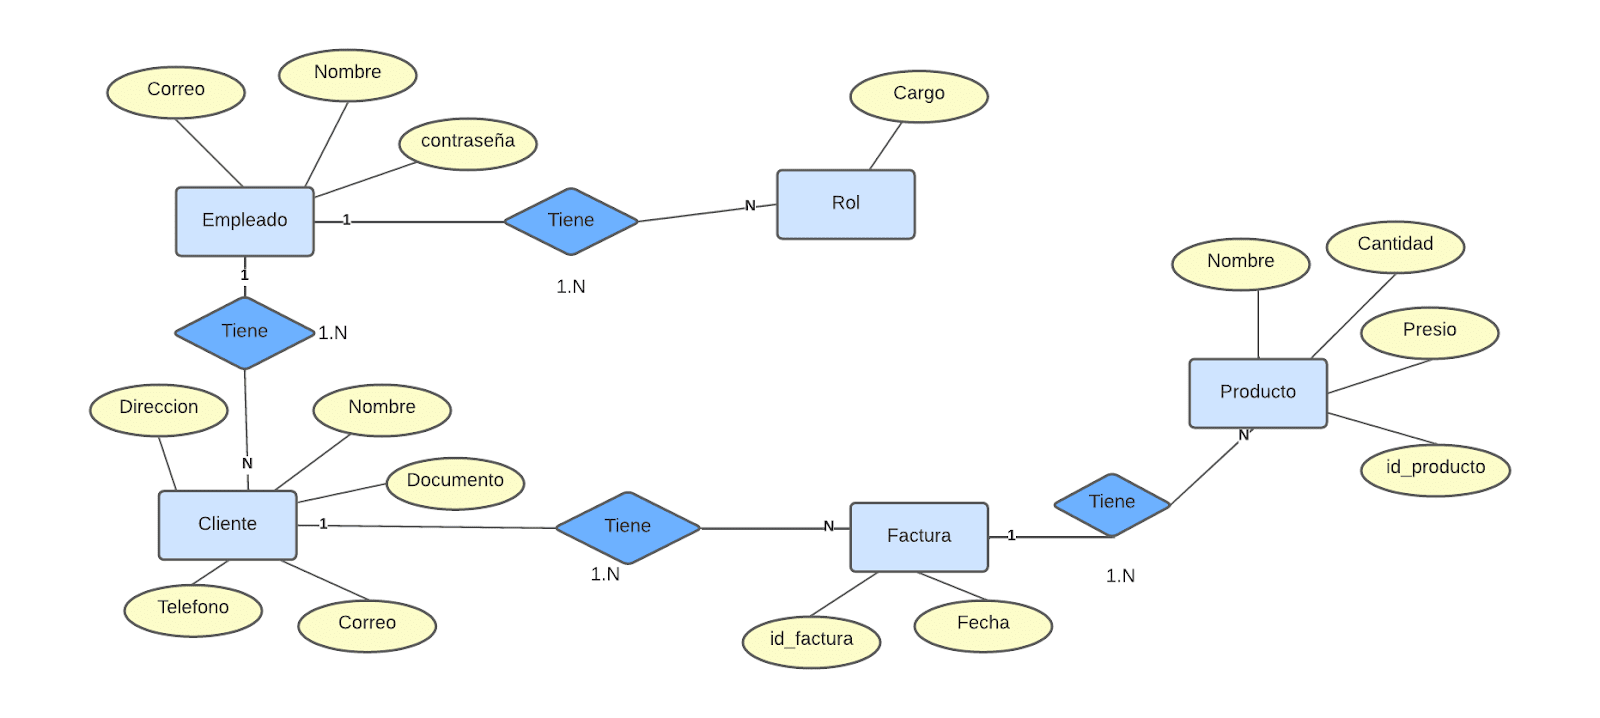 Nombre
Correo
Cargo
contraseña
Empleado
1
Tiene
N
Rol
1.N
1
Tiene
1.N
Nombre
Cantidad
Presio
Producto
id_producto
N
Direccion
Nombre
Documento
N
Cliente
1
Tiene
N
1.N
Factura
1
Tiene
1.N
Telefono
Correo
id_factura
Fecha